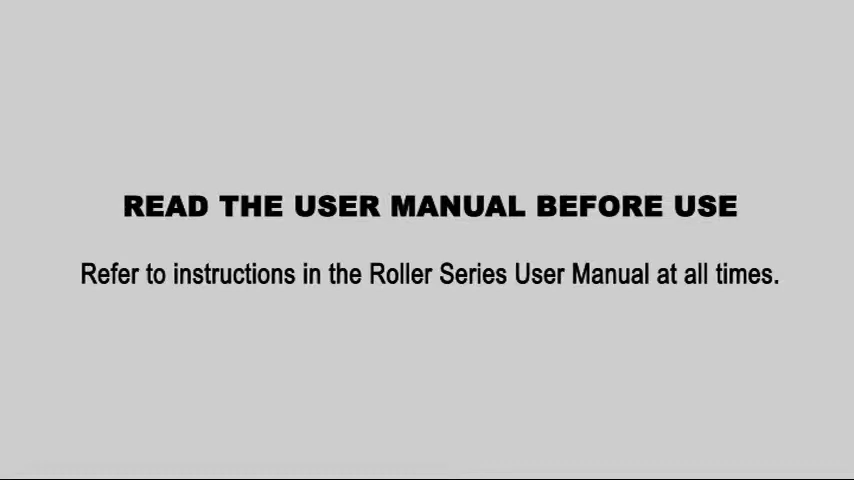 READ THE USER MANUAL BEFORE USE
Refer to instructions in the Roller Series User Manual at all times.